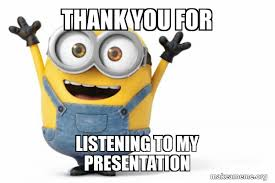 THANK YOU FOR
LISTENING TO MY
PRESENTATION
makeameme.org